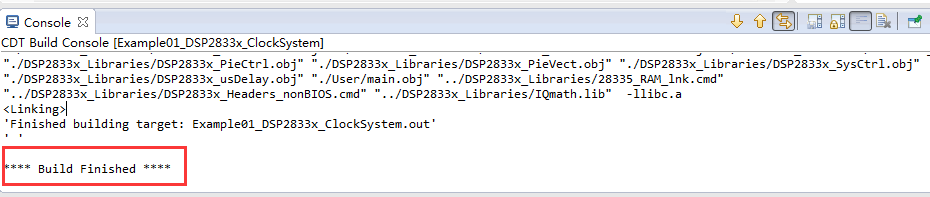 Console
CDT Build Console [Example01_DSP2833x_ClockSystem]
"./DSP2833x_Libraries/DSP2833x_PieCtrl.obj" "./DSP2833x_Libraries/DSP2833x_PieVect.obj" "./DSP2833x_Libraries/DSP2833x_SysCtrl.obj"
"./DSP2833x_Libraries/DSP2833x_usDelay.obj" "./User/main.obj" "../DSP2833x_Libraries/28335_RAM_lnk.cmd"
"../DSP2833x_Libraries/DSP2833x_Headers_nonBIOS.cmd" "../DSP2833x_Libraries/IQmath.lib"  -llibc.a
<Linking>
'Finished building target: Example01_DSP2833x_ClockSystem.out'
' '
**** Build Finished ****